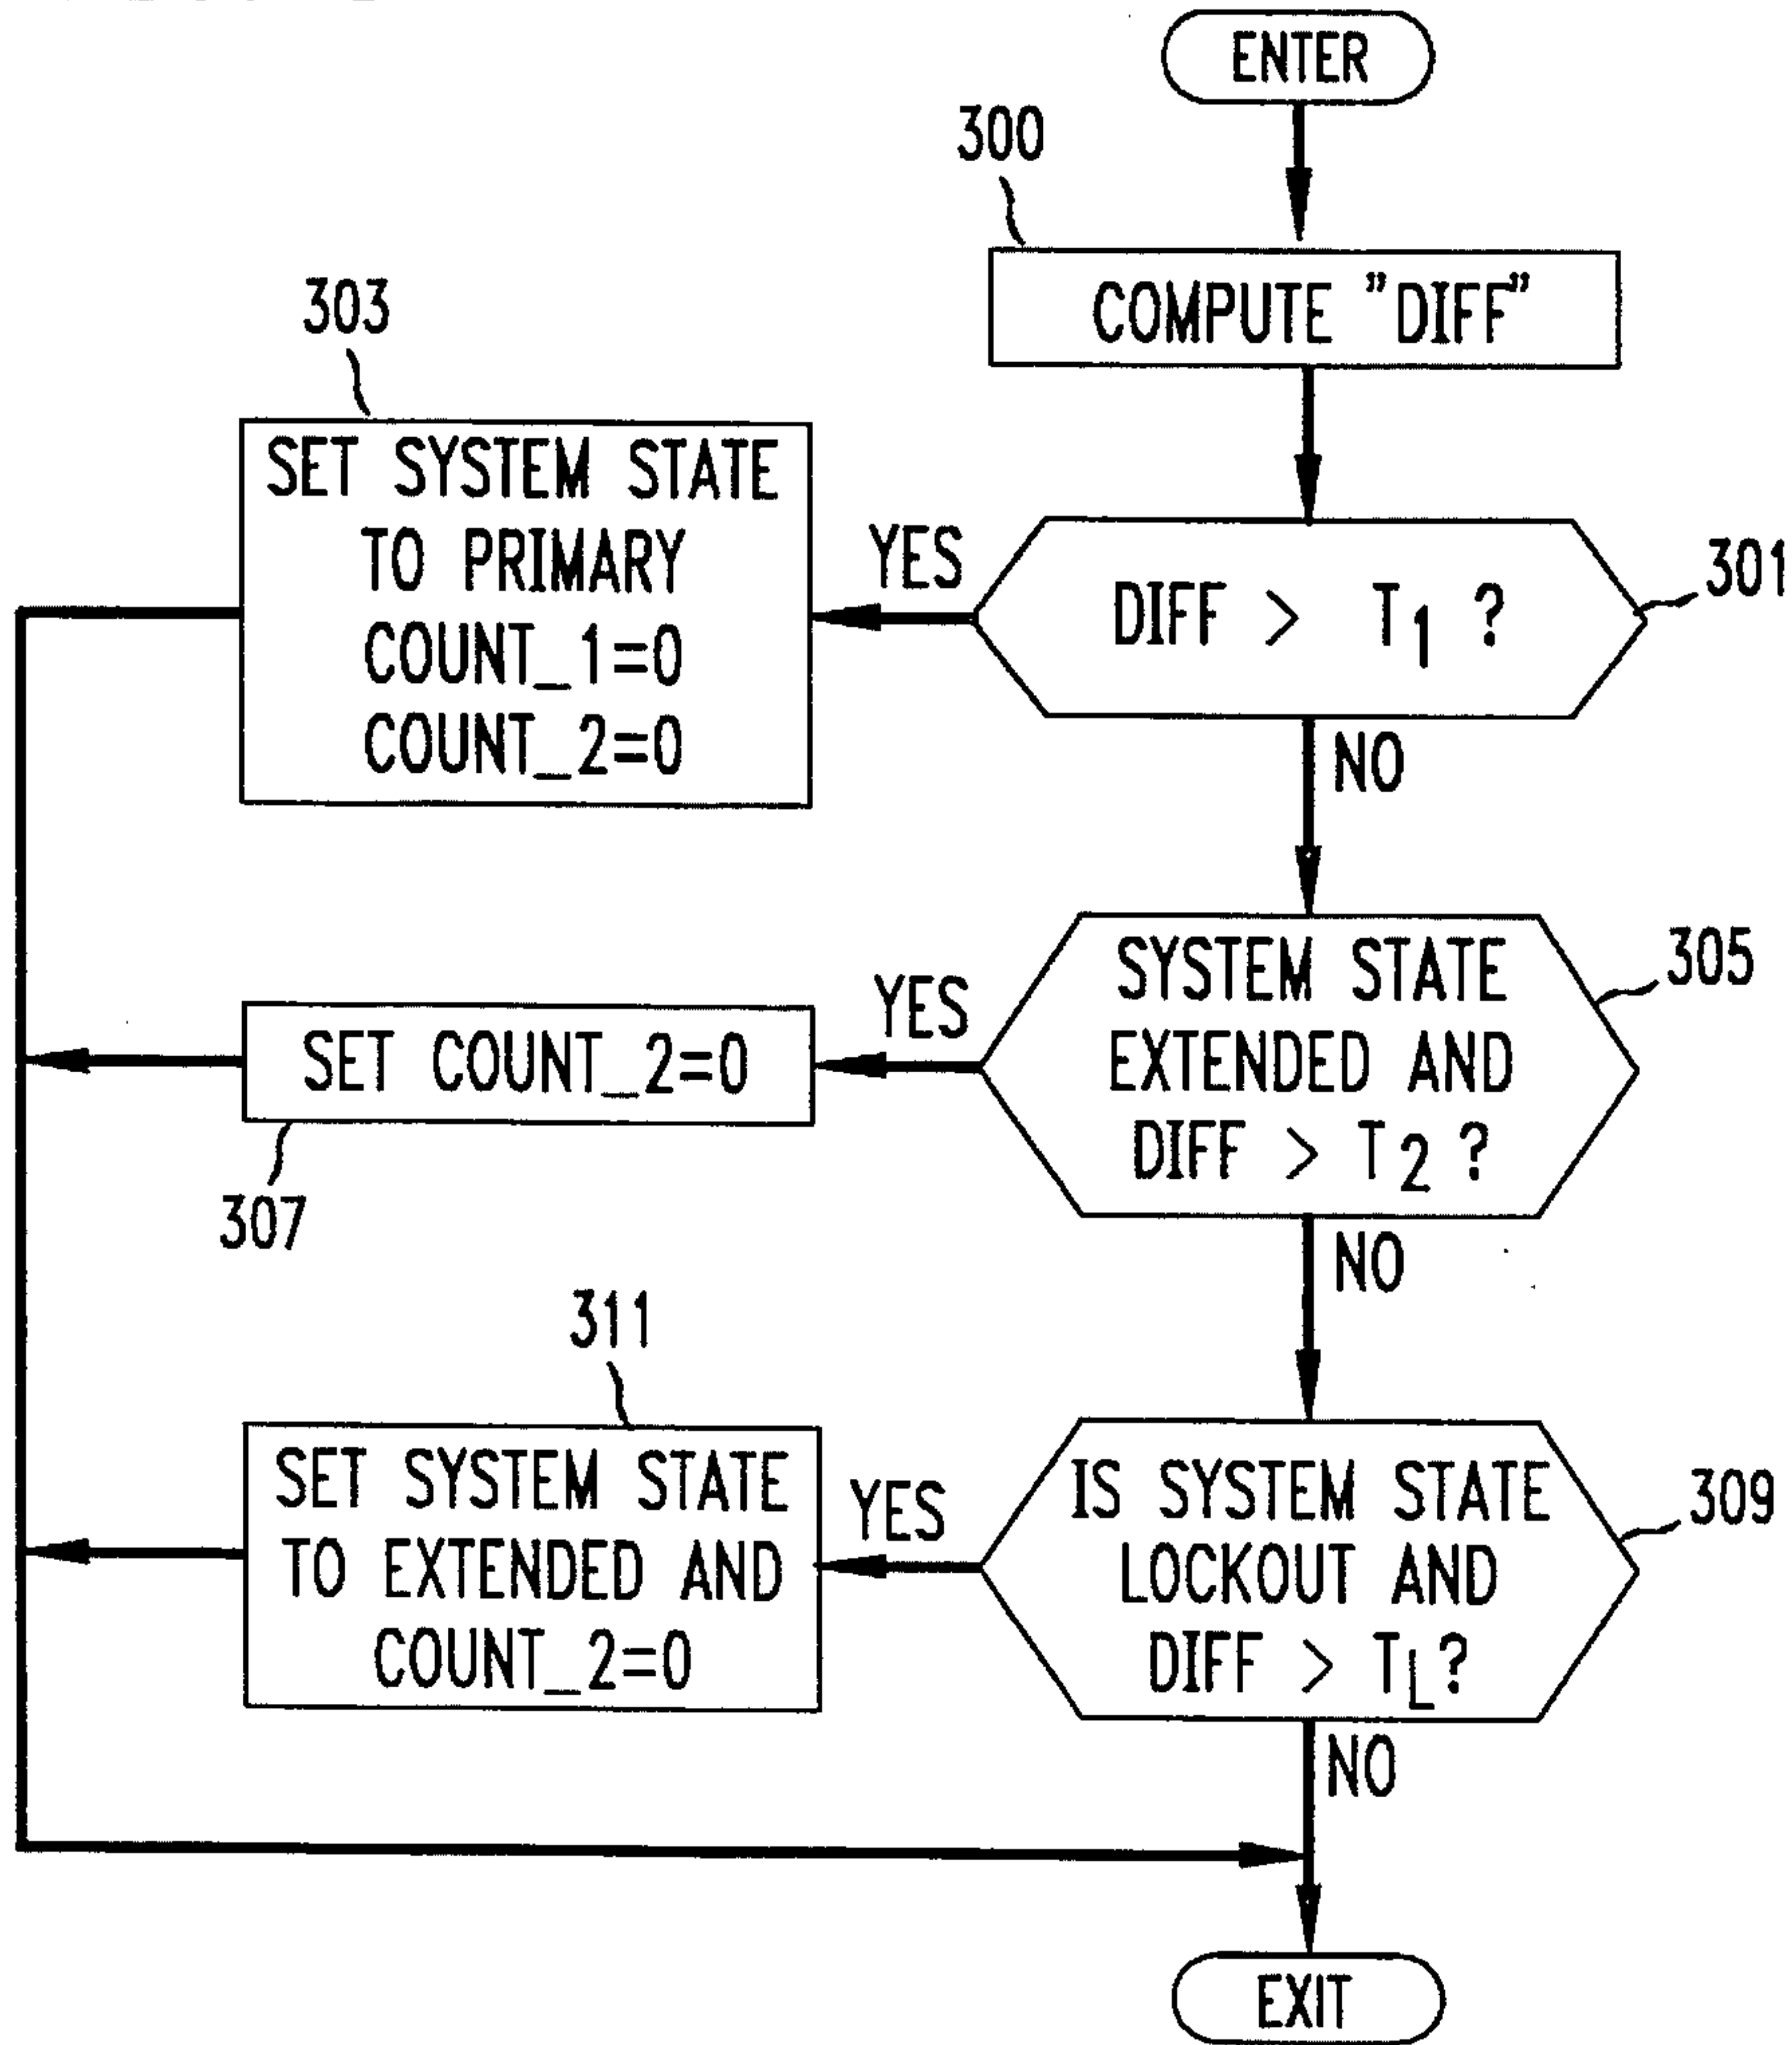 ENTER
300
COMPUTE "DIFF"
303
SET SYSTEM STATE
TO PRIMARY
COUNT_1=0
COUNT_2=0
YES
DIFF > T1 ?
301
NO
SYSTEM STATE
EXTENDED AND
DIFF > T2 ?
305
YES
SET COUNT_2=0
307
NO
311
SET SYSTEM STATE
TO EXTENDED AND
COUNT_2=0
YES
IS SYSTEM STATE
LOCKOUT AND
DIFF > TL?
309
NO
EXIT